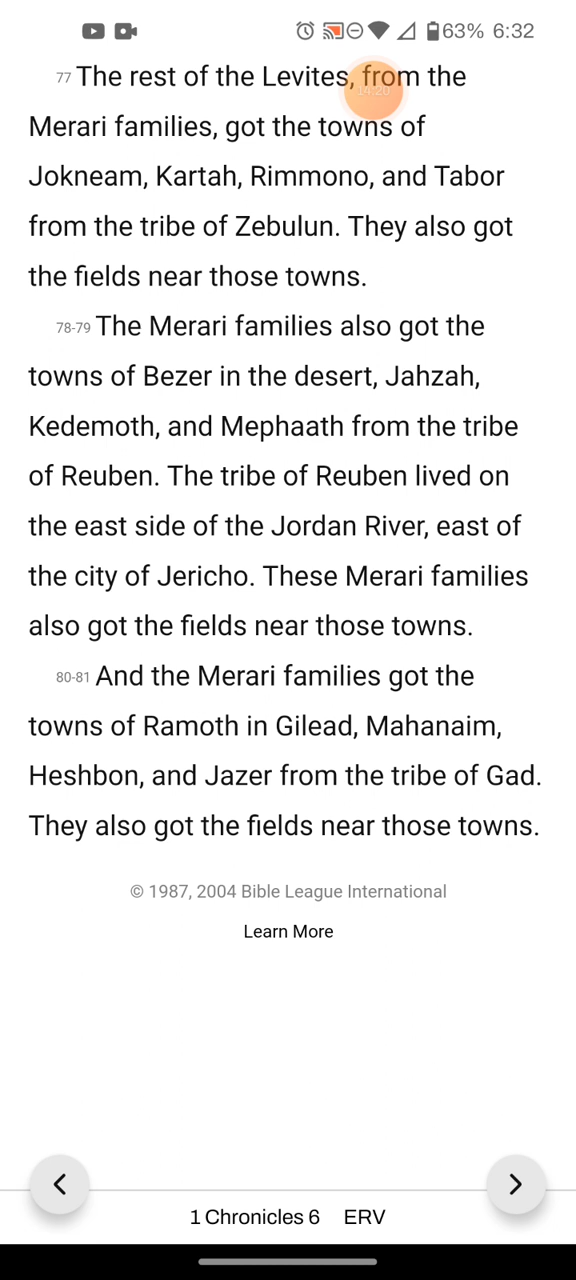 63% 6:32
77 The rest of the Levites, from the
14:20
Merari families, got the towns of
Jokneam, Kartah, Rimmono, and Tabor
from the tribe of Zebulun. They also got
the fields near those towns.
78-79 The Merari families also got the
towns of Bezer in the desert, Jahzah,
Kedemoth, and Mephaath from the tribe
of Reuben. The tribe of Reuben lived on
the east side of the Jordan River, east of
the city of Jericho. These Merari families
also got the fields near those towns.
80-81 And the Merari families got the
towns of Ramoth in Gilead, Mahanaim,
Heshbon, and Jazer from the tribe of Gad.
They also got the fields near those towns.
© 1987, 2004 Bible League International
Learn More
1 Chronicles 6 ERV